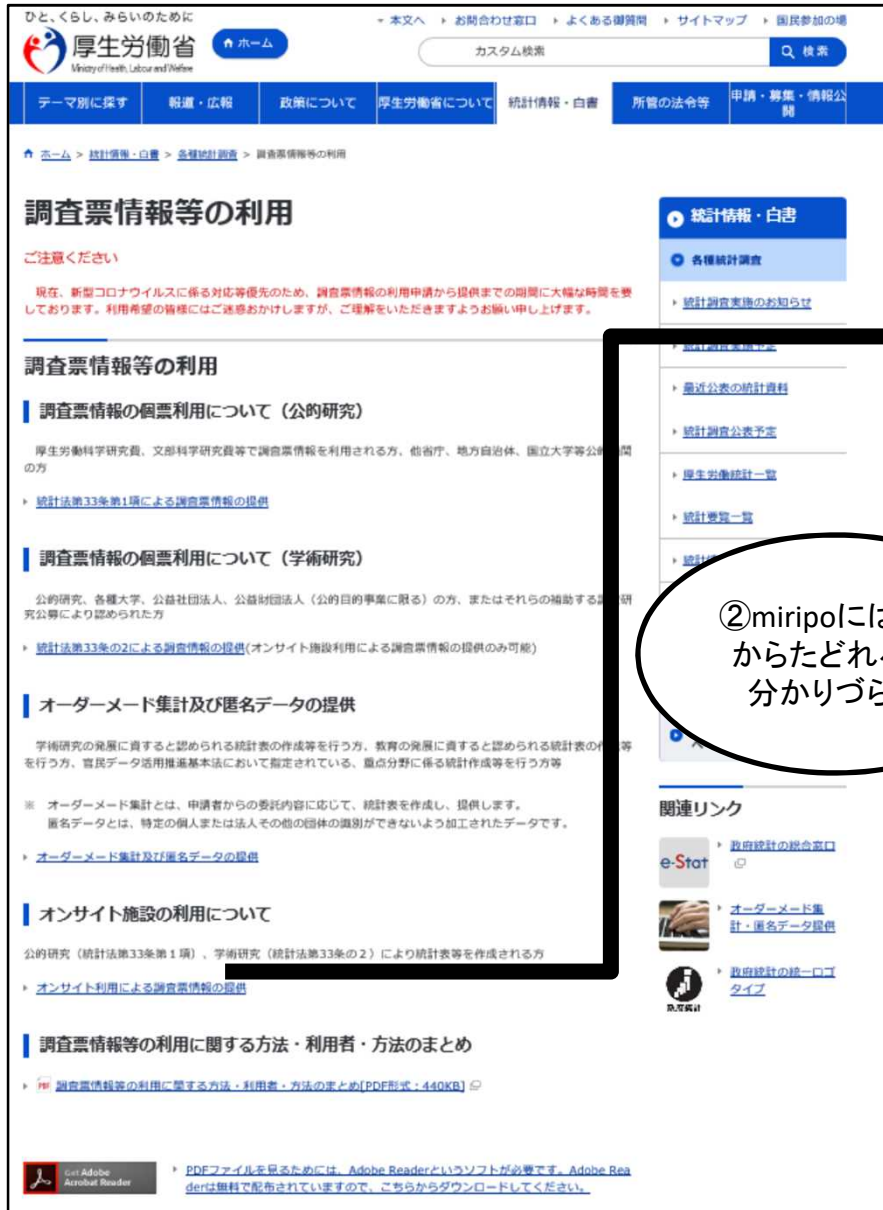 ひと、くらし、みらいのために
厚生労働省
Ministry of Health, Labour and Welfare
ホーム
本文へ お問合わせ窓口 よくある御質問 サイトマップ 国民参加の場
カスタム検索
検索
テーマ別に探す 報道・広報 政策について 厚生労働省について 統計情報・白書 所管の法令等 申請・募集・情報公開
ホーム > 統計情報・白書 > 各種統計調査 > 調査票情報等の利用
調査票情報等の利用
ご注意ください
現在、新型コロナウイルスに係る対応等優先のため、調査票情報の利用申請から提供までの期間に大幅な時間を要
しております。利用希望の皆様にはご迷惑おかけしますが、ご理解をいただきますようお願い申し上げます。
調査票情報等の利用
調査票情報の個票利用について（公的研究）
厚生労働科学研究費、文部科学研究費等で調査票情報を利用される方、他省庁、地方自治体、国立大学等公的機関
の方
統計法第33条第1項による調査票情報の提供
調査票情報の個票利用について（学術研究）
公的研究、各種大学、公益社団法人、公益財団法人（公的目的事業に限る）の方、またはそれらの補助する調査研
究公募により認められた方
統計法第33条の2による調査情報の提供(オンサイト施設利用による調査票情報の提供のみ可能)
オーダーメード集計及び匿名データの提供
学術研究の発展に資すると認められる統計表の作成等を行う方、教育の発展に資すると認められる統計表の作成等
を行う方、官民データ活用推進基本法において指定されている、重点分野に係る統計作成等を行う方等
※ オーダーメード集計とは、申請者からの委託内容に応じて、統計表を作成し、提供します。
匿名データとは、特定の個人または法人その他の団体の識別ができないよう加工されたデータです。
オーダーメード集計及び匿名データの提供
オンサイト施設の利用について
公的研究（統計法第33条第１項）、学術研究（統計法第33条の２）により統計表等を作成される方
オンサイト利用による調査票情報の提供
調査票情報等の利用に関する方法・利用者・方法のまとめ
PDF 調査票情報等の利用に関する方法・利用者・方法のまとめ[PDF形式：440KB]
Get Adobe
Acrobat Reader
PDFファイルを見るためには、Adobe Readerというソフトが必要です。Adobe Rea
derは無料で配布されていますので、こちらからダウンロードしてください。
統計情報・白書
各種統計調査
統計調査実施のお知らせ
統計調査実施予定
最近公表の統計資料
統計調査公表予定
厚生労働統計一覧
統計要覧一覧
②miripoには
からたどれ
分かりづら
関連リンク
e-Stat
政府統計の総合窓口
オーダーメード集
計・匿名データ提供
政府統計
政府統計の統一ロゴ
タイプ